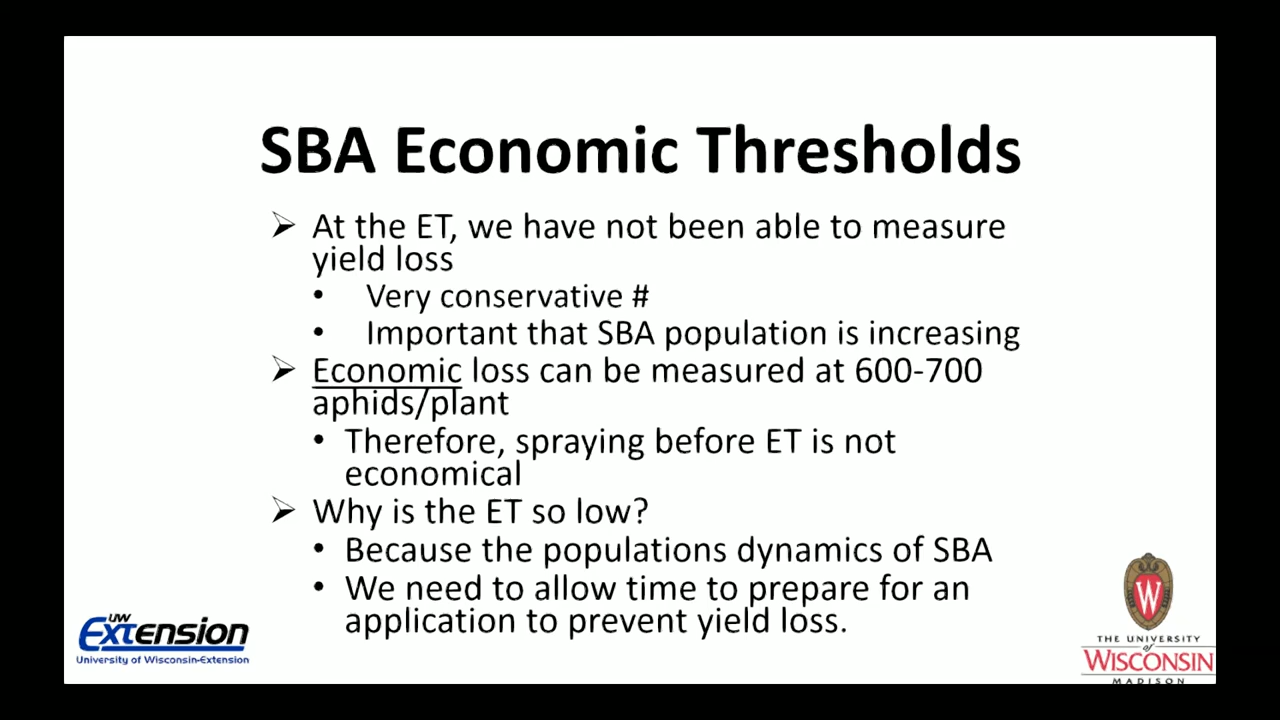 SBA Economic Thresholds
➢ At the ET, we have not been able to measure
yield loss
• Very conservative #
• Important that SBA population is increasing
➢ Economic loss can be measured at 600-700
aphids/plant
• Therefore, spraying before ET is not
economical
➢ Why is the ET so low?
• Because the populations dynamics of SBA
• We need to allow time to prepare for an
application to prevent yield loss.
UW
Extension
University of Wisconsin-Extension
W
THE UNIVERSITY
of
WISCONSIN
MADISON